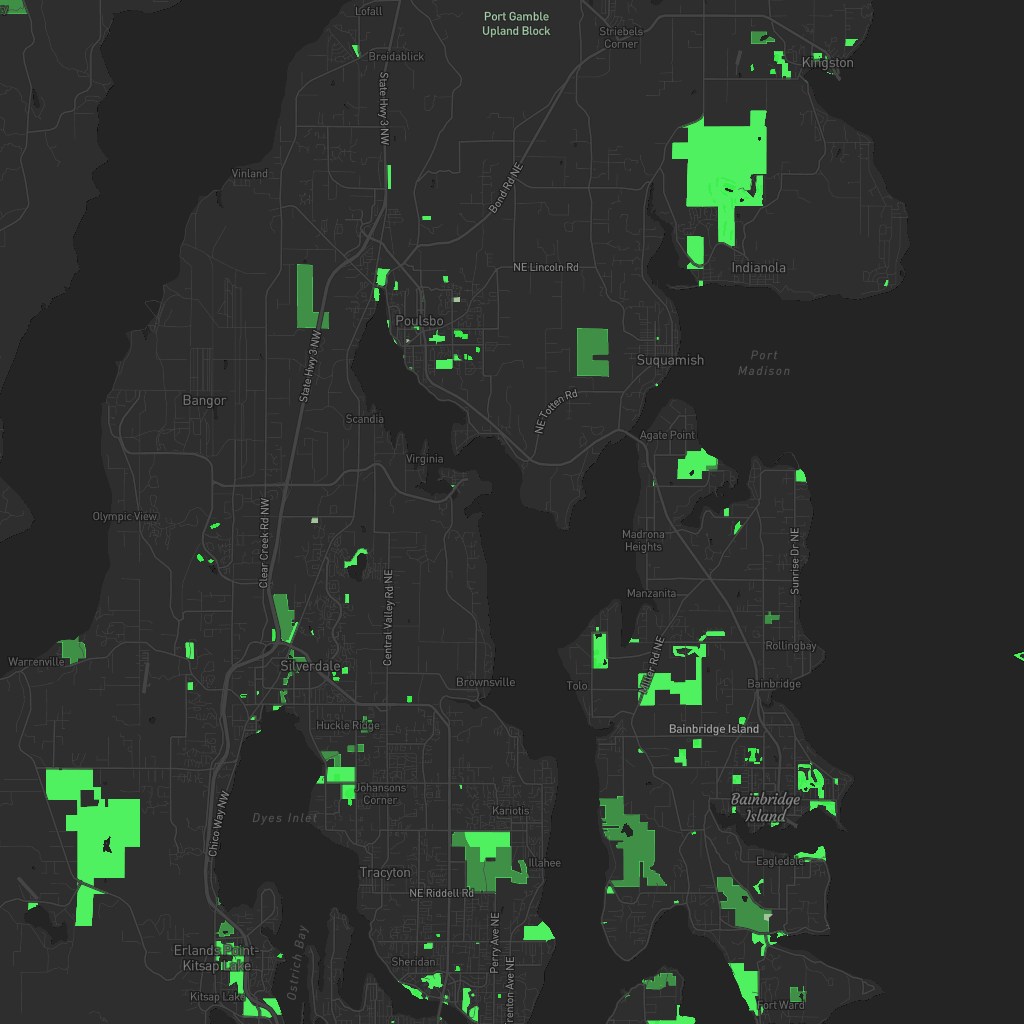 Lofall
Port Gamble
Upland Block
Striebels
Corner
Breidablick
Kingston
State Hwy 3 NW
Vinland
Bond Rd NE
NE Lincoln Rd
Indianola
Poulsbo
State Hwy 3 NW
Suquamish
Port
Madison
Bangor
NE Totten Rd
Scandia
Agate Point
Virginia
Olympic View
Clear Creek Rd NW
Madrona
Heights
Sunrise Dr NE
Central Valley Rd NE
Manzanita
Miller Rd NE
Rollingbay
Warrenville
Silverdale
Brownsville
Tolo
Bainbridge
Huckle Ridge
Bainbridge Island
Johansons
Corner
Chico Way NW
Dyes Inlet
Kariotis
Bainbridge
Island
Tracyton
Illahee
Eagledale
NE Riddell Rd
Perry Ave NE
Erlands Point-
Kitsap Lake
Ostrich Bay
Sheridan
Trenton Ave NE
Kitsap Lake
Fort Ward